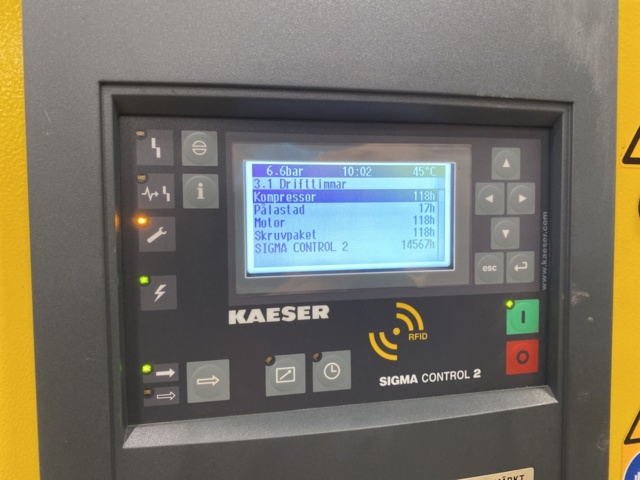 6.6bar 10:02 45°C
3.1 Drifttimmar
Kompressor 118h
Pålastad 17h
Motor 118h
Skruvpaket 118h
SIGMA CONTROL 2 14567h
esc
www.kaeser.com
KAESER
RFID
I
O
SIGMA CONTROL 2